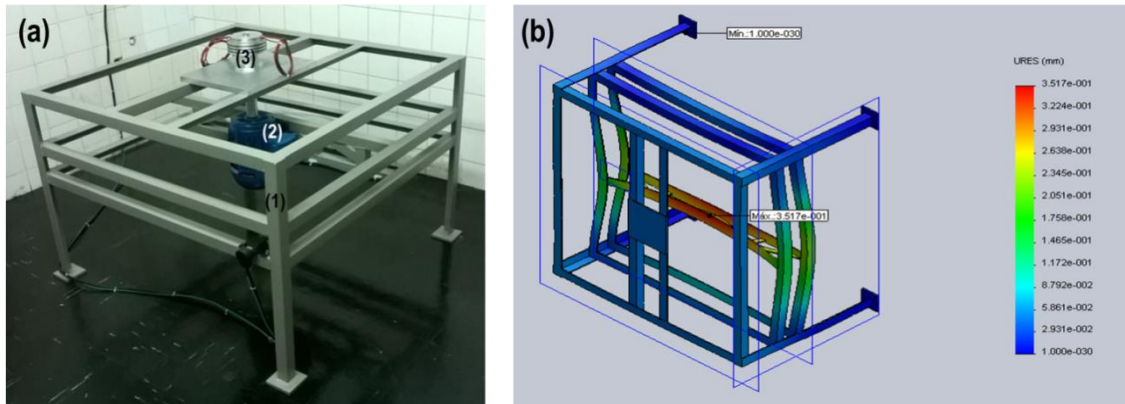 (a)
(3)
(2)
(1)
(b)
Mín.:1.000e-030
Máx.:3.517e-001
URES (mm)
3.517e-001
3.224e-001
2.931e-001
2.638e-001
2.345e-001
2.051e-001
1.758e-001
1.465e-001
1.172e-001
8.792e-002
5.861e-002
2.931e-002
1.000e-030